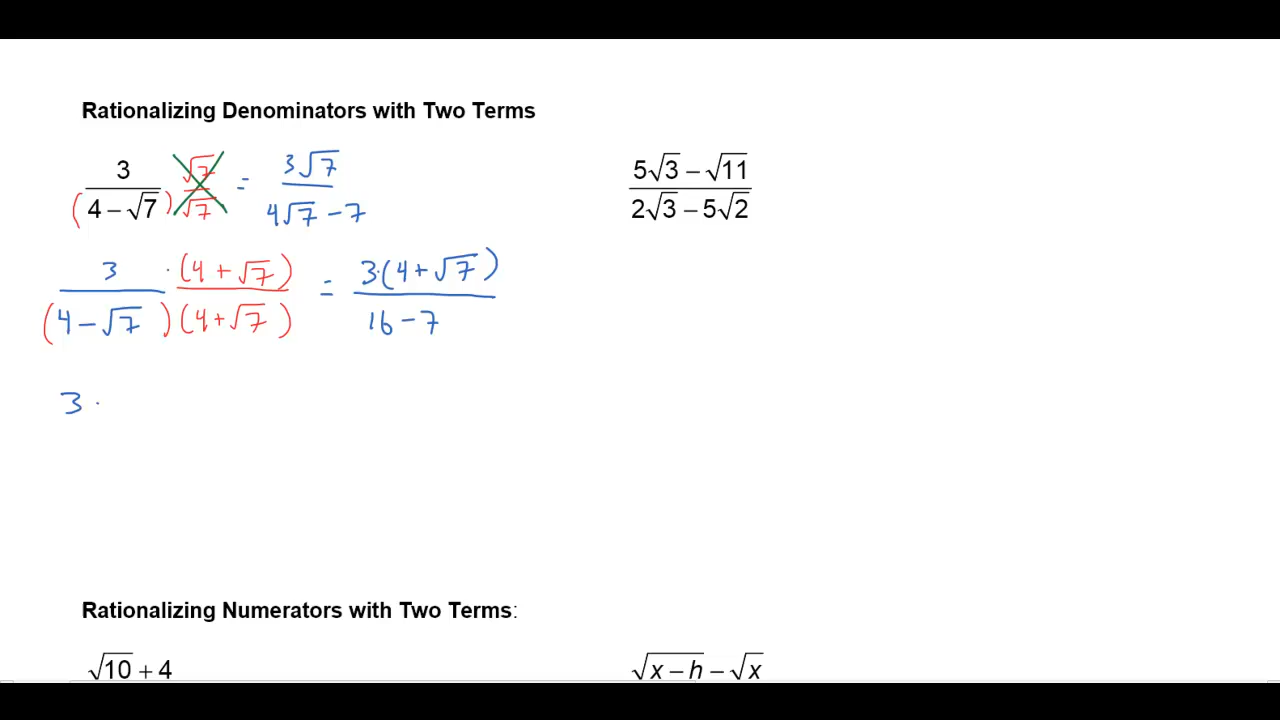 Rationalizing Denominators with Two Terms
3/(4 − √7) √7/√7 = 3√7/(4√7 − 7)
(5√3 − √11)/(2√3 − 5√2)
3/(4 − √7) · (4 + √7)/(4 + √7) = 3·(4 + √7)/(16 − 7)
3 ·
Rationalizing Numerators with Two Terms:
√10 + 4
√(x − h) − √x